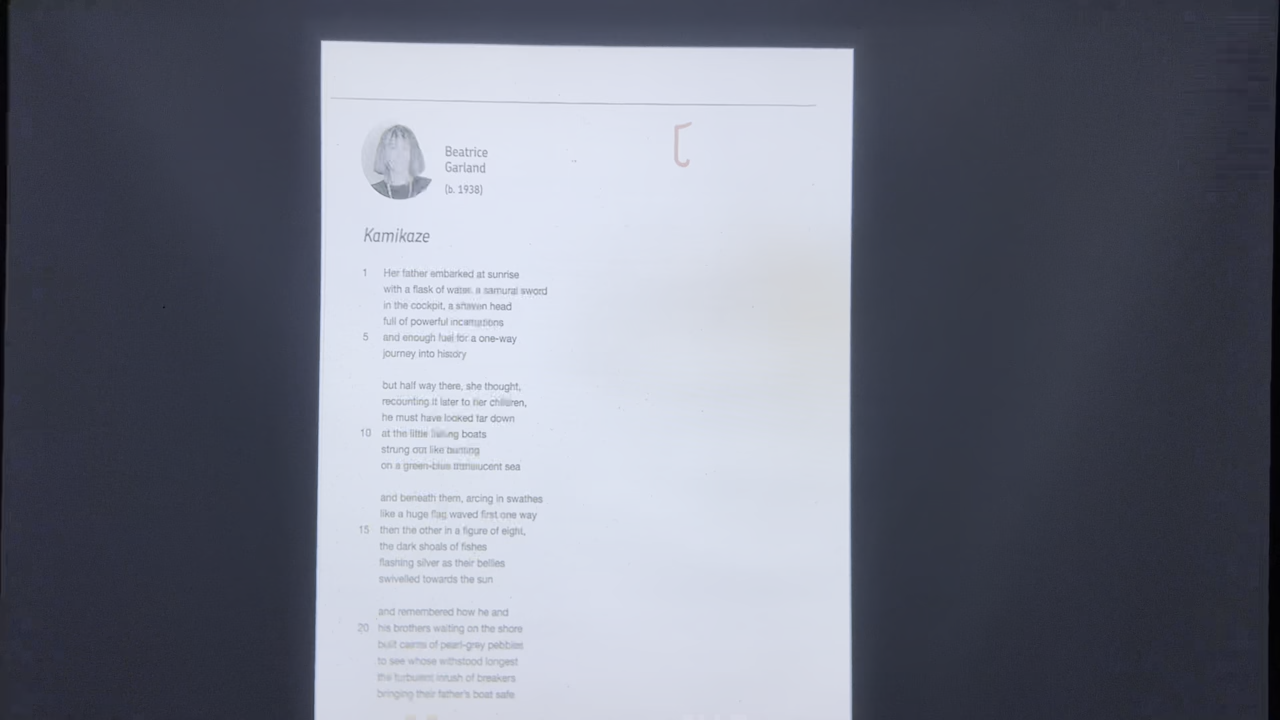 Beatrice
Garland
(b. 1938)
Kamikaze
1 Her father embarked at sunrise
with a flask of water, a samurai sword
in the cockpit, a shaven head
full of powerful incantations
5 and enough fuel for a one-way
journey into history
but half way there, she thought,
recounting it later to her children,
he must have looked far down
10 at the little fishing boats
strung out like bunting
on a green-blue translucent sea
and beneath them, arcing in swathes
like a huge flag waved first one way
15 then the other in a figure of eight,
the dark shoals of fishes
flashing silver as their bellies
swivelled towards the sun
and remembered how he and
20 his brothers waiting on the shore
built cairns of pearl-grey pebbles
to see whose withstood longest
the turbulent inrush of breakers
bringing their father's boat safe